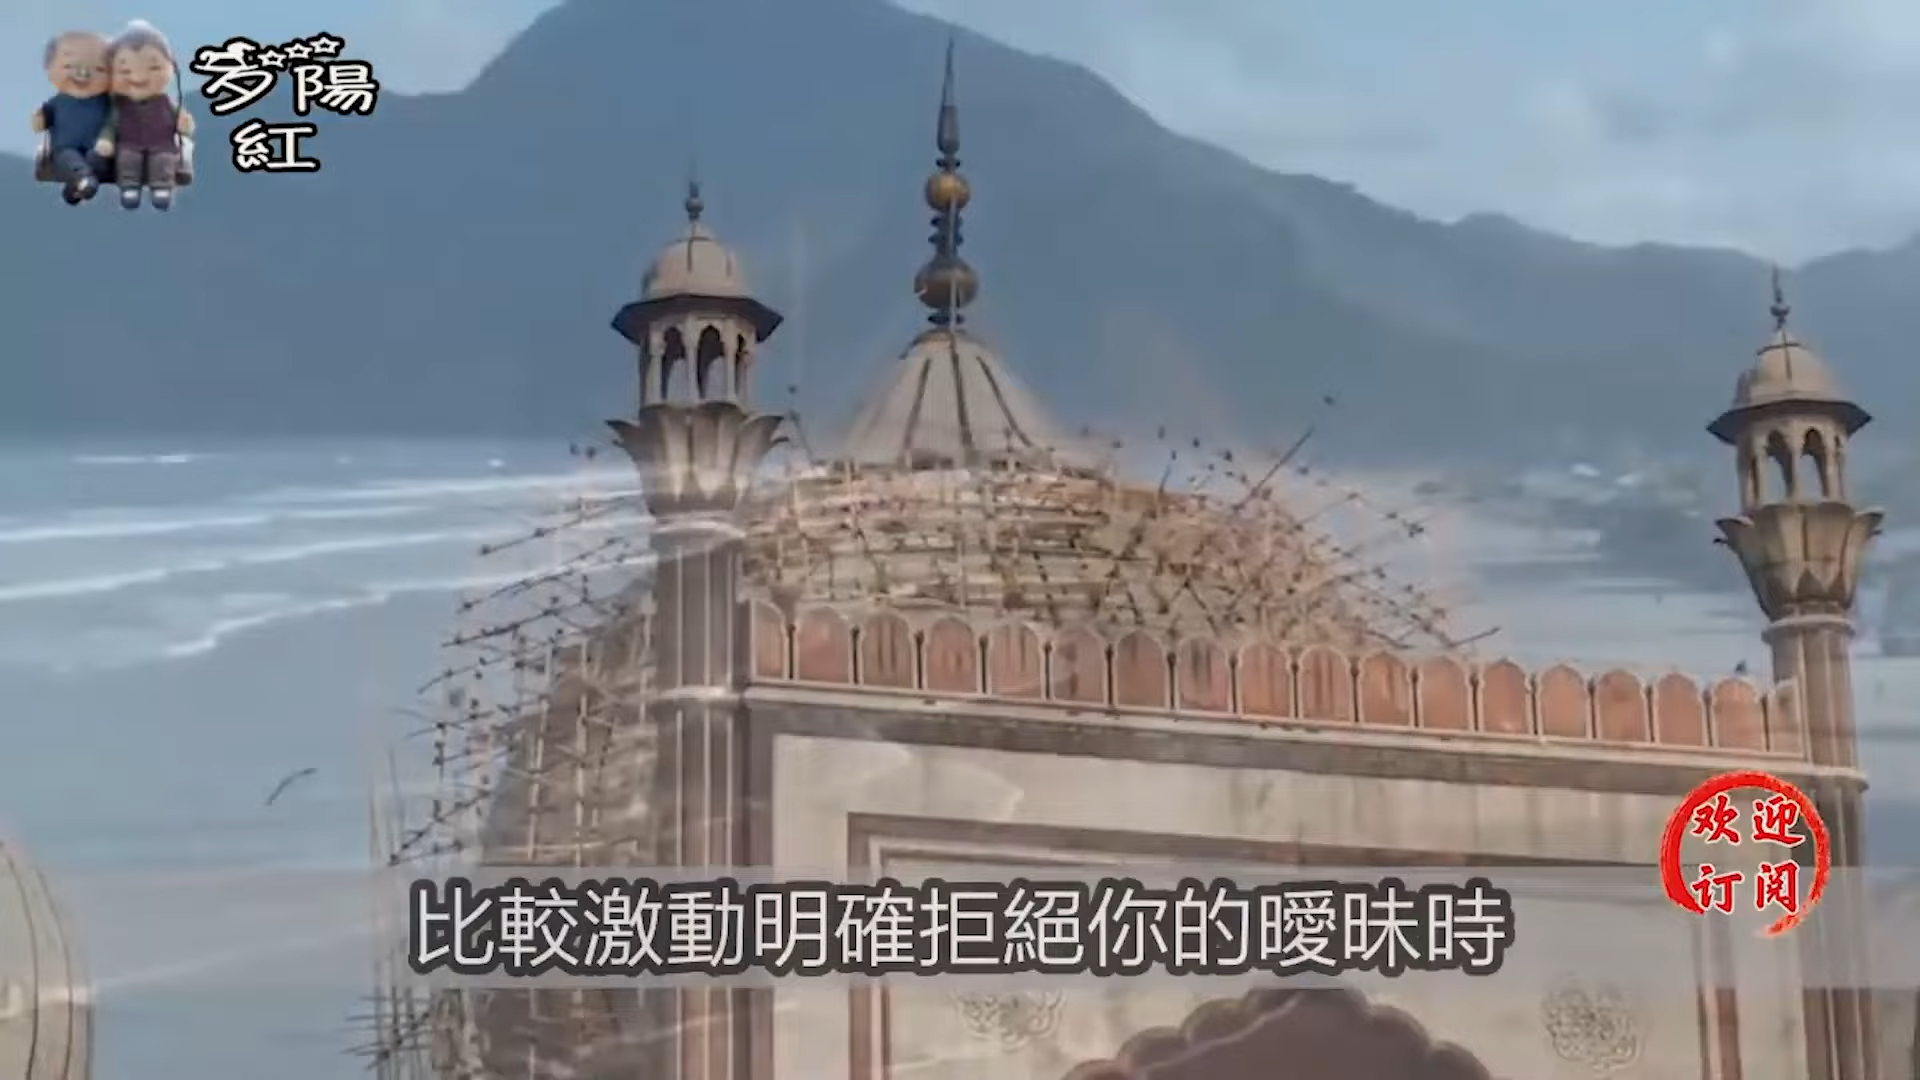 夕陽
紅
比較激動明確拒絕你的曖昧時
欢迎
订阅